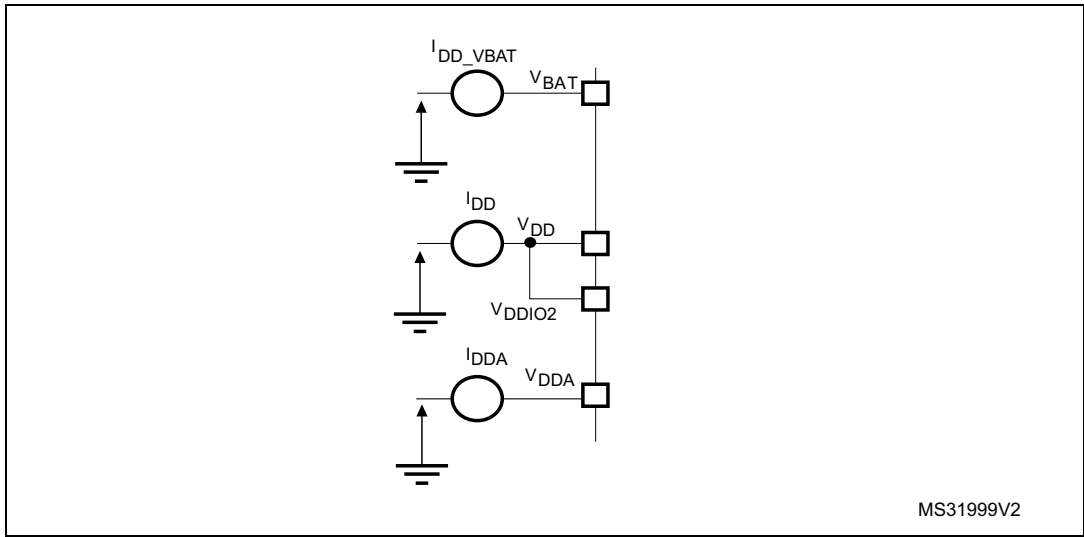 IDD_VBAT
VBAT
IDD
VDD
VDDIO2
IDDA
VDDA
MS31999V2